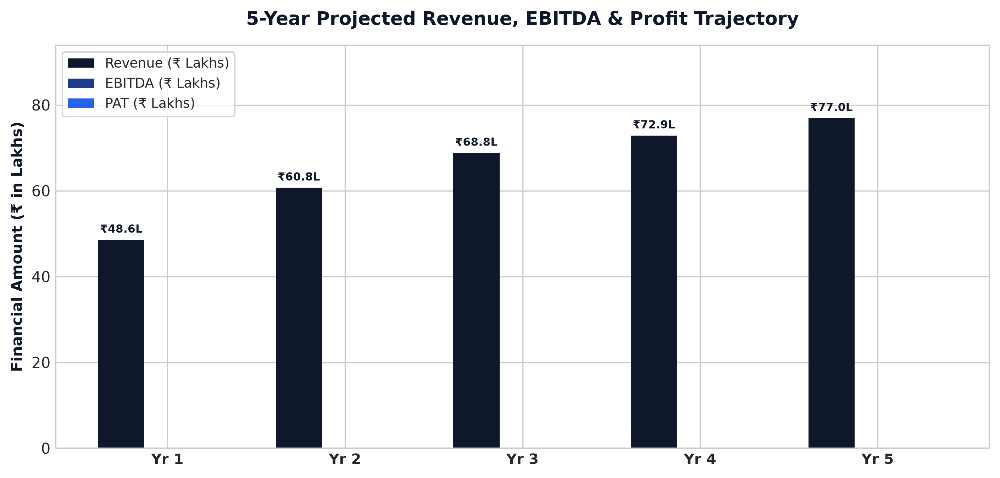 5-Year Projected Revenue, EBITDA & Profit Trajectory
Revenue (₹ Lakhs)
EBITDA (₹ Lakhs)
PAT (₹ Lakhs)
Financial Amount (₹ in Lakhs)
80
60
40
20
0
₹48.6L
₹60.8L
₹68.8L
₹72.9L
₹77.0L
Yr 1
Yr 2
Yr 3
Yr 4
Yr 5